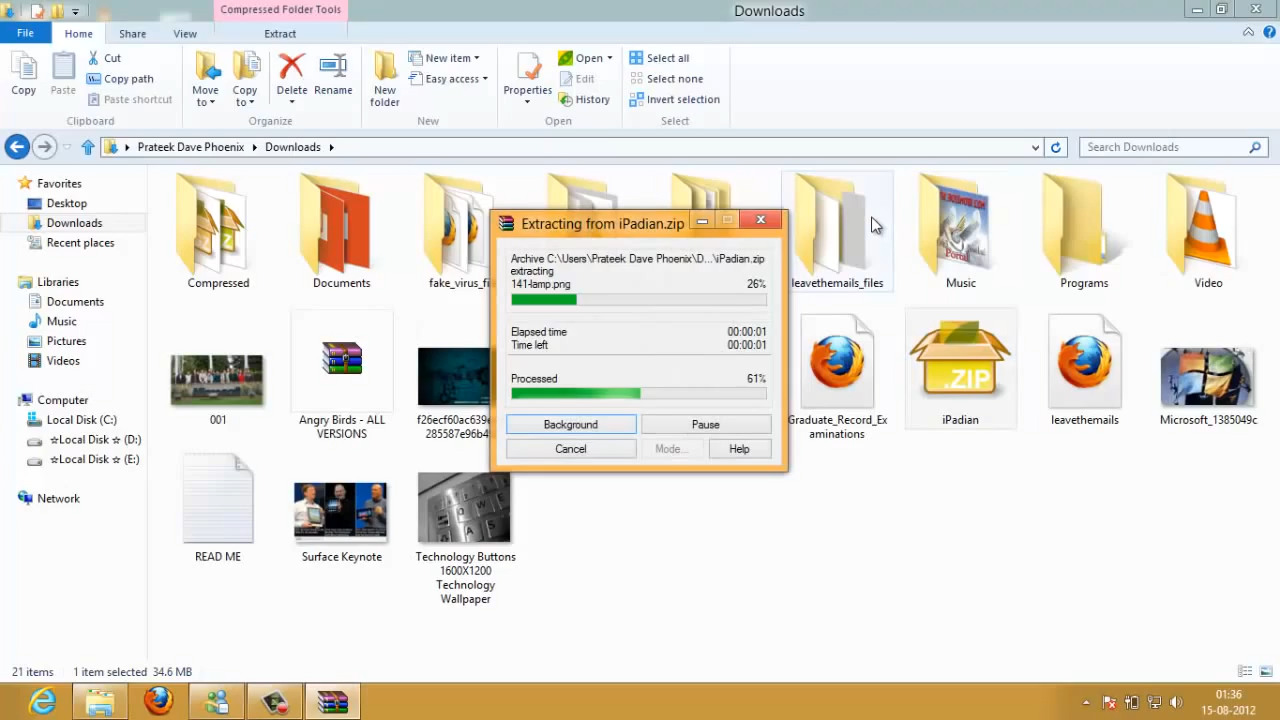 Compressed Folder Tools
Downloads
File
Home
Share
View
Extract
Copy
Paste
Cut
Copy path
Paste shortcut
Clipboard
Move to
Copy to
Delete
Rename
Organize
New folder
New item
Easy access
New
Properties
Open
Edit
History
Open
Select all
Select none
Invert selection
Select
Prateek Dave Phoenix
Downloads
Search Downloads
Favorites
Desktop
Downloads
Recent places
Libraries
Documents
Music
Pictures
Videos
Computer
Local Disk (C:)
☆Local Disk ☆ (D:)
☆Local Disk ☆ (E:)
Network
Compressed
Documents
fake_virus_fi
leavethemails_files
Music
Programs
Video
001
Angry Birds - ALL
VERSIONS
f26ecf60ac639e
285587e96b4
Graduate_Record_Ex
aminations
.ZIP
iPadian
leavethemails
Microsoft_1385049c
READ ME
Surface Keynote
Technology Buttons
1600X1200
Technology
Wallpaper
Extracting from iPadian.zip
Archive C:\Users\Prateek Dave Phoenix\D...\iPadian.zip
extracting
141-lamp.png 26%
Elapsed time 00:00:01
Time left 00:00:01
Processed 61%
Background
Pause
Cancel
Mode...
Help
21 items
1 item selected 34.6 MB
01:36
15-08-2012